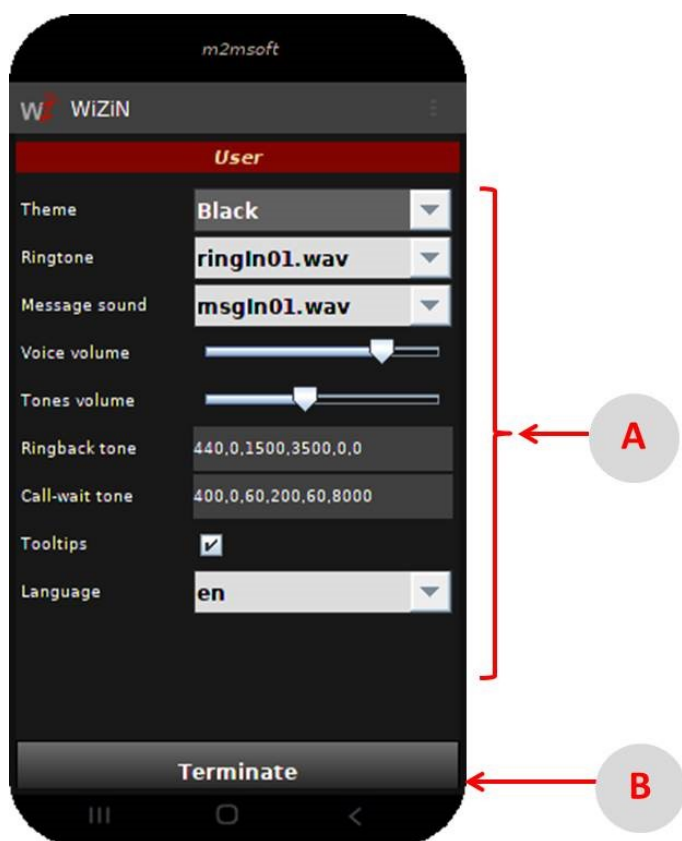 m2msoft
Wi WiZiN
User
Theme Black
Ringtone ringIn01.wav
Message sound msgIn01.wav
Voice volume
Tones volume
Ringback tone 440,0,1500,3500,0,0
A
Call-wait tone 400,0,60,200,60,8000
Tooltips
Language en
Terminate
B